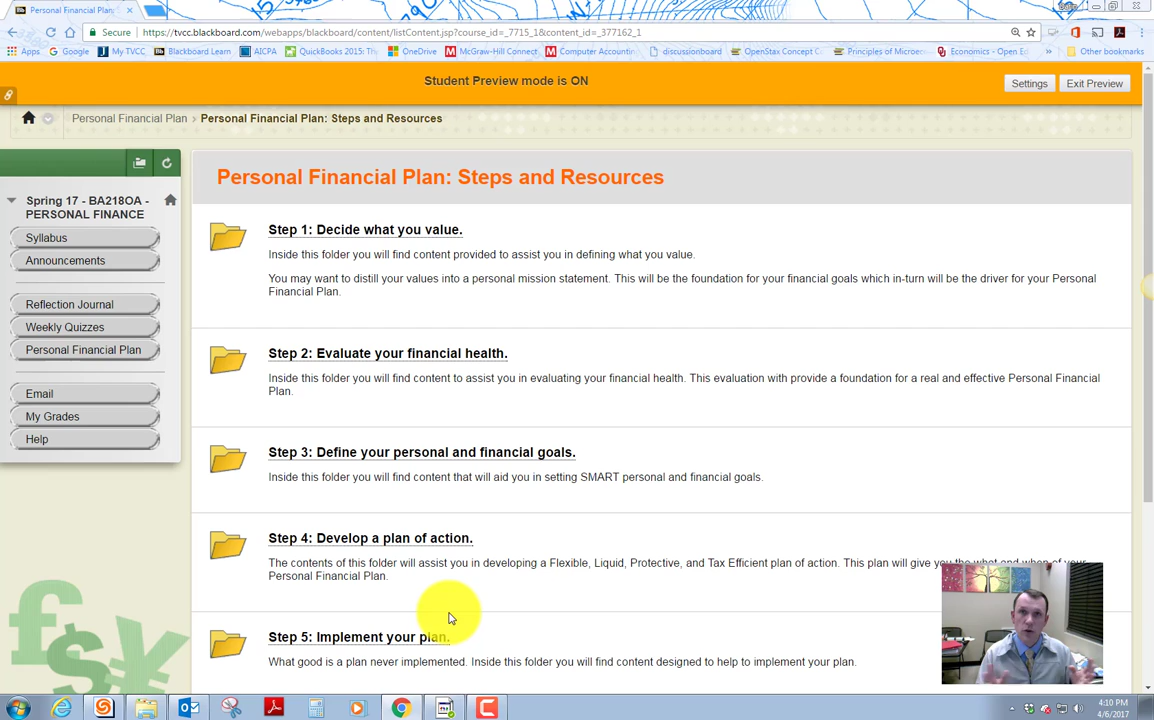 Personal Financial Plan:
Secure
https://tvcc.blackboard.com/webapps/blackboard/content/listContent.jsp?course_id=_7715_1&content_id=_377162_1
Apps Google My TVCC Blackboard Learn AICPA QuickBooks 2015: Th OneDrive McGraw-Hill Connect Computer Accounting discussionboard OpenStax Concept C Principles of Microec Economics - Open Ec Other bookmarks
Student Preview mode is ON
Settings
Exit Preview
Personal Financial Plan
Personal Financial Plan: Steps and Resources
Spring 17 - BA218OA -
PERSONAL FINANCE
Syllabus
Announcements
Reflection Journal
Weekly Quizzes
Personal Financial Plan
Email
My Grades
Help
Personal Financial Plan: Steps and Resources
Step 1: Decide what you value.
Inside this folder you will find content provided to assist you in defining what you value.
You may want to distill your values into a personal mission statement. This will be the foundation for your financial goals which in-turn will be the driver for your Personal
Financial Plan.
Step 2: Evaluate your financial health.
Inside this folder you will find content to assist you in evaluating your financial health. This evaluation with provide a foundation for a real and effective Personal Financial
Plan.
Step 3: Define your personal and financial goals.
Inside this folder you will find content that will aid you in setting SMART personal and financial goals.
Step 4: Develop a plan of action.
The contents of this folder will assist you in developing a Flexible, Liquid, Protective, and Tax Efficient plan of action. This plan will give you the what and when of your
Personal Financial Plan.
Step 5: Implement your plan.
What good is a plan never implemented. Inside this folder you will find content designed to help to implement your plan.
4:10 PM
4/6/2017